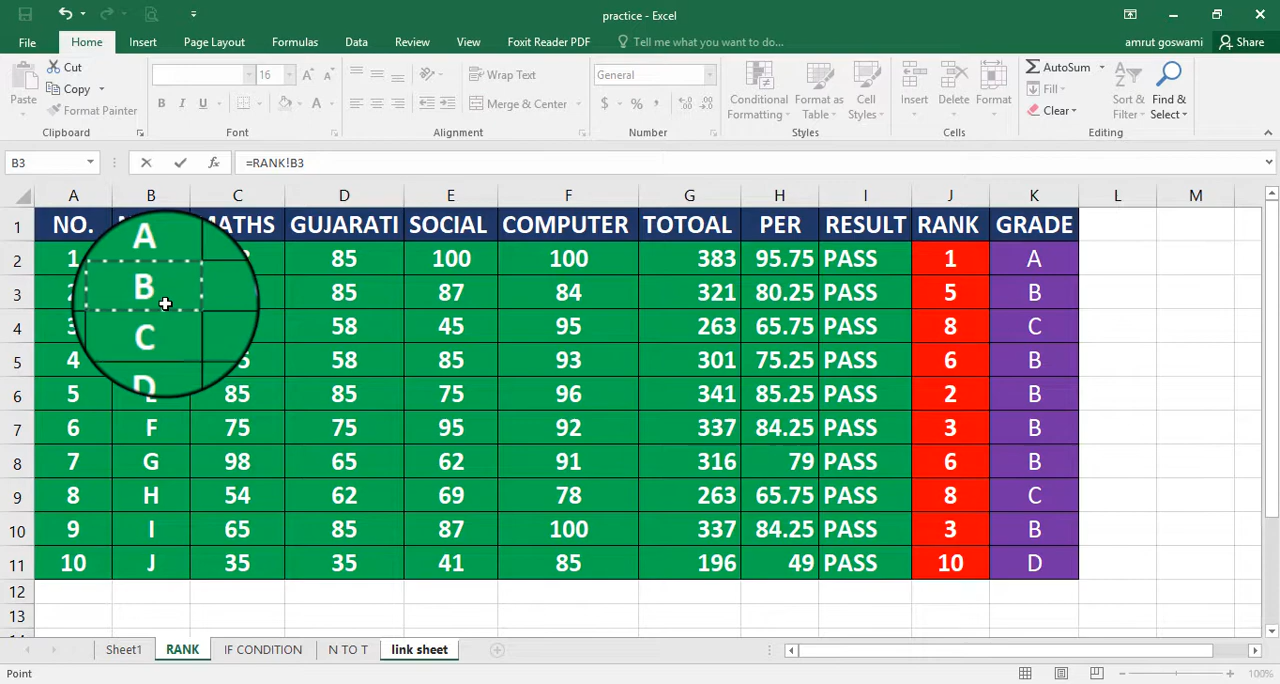 practice - Excel
File Home Insert Page Layout Formulas Data Review View Foxit Reader PDF Tell me what you want to do... amrut goswami Share
Paste Cut Copy Format Painter Clipboard
16 A A B I U A Font
Wrap Text Merge & Center Alignment
General $ % , Number
Conditional Formatting Format as Table Cell Styles Styles
Insert Delete Format Cells
AutoSum Fill Clear Sort & Filter Find & Select Editing
B3 fx =RANK!B3
A B C D E F G H I J K L M
1 NO. MATHS GUJARATI SOCIAL COMPUTER TOTOAL PER RESULT RANK GRADE
2 1 A 85 100 100 383 95.75 PASS 1 A
3 B 85 87 84 321 80.25 PASS 5 B
4 C 58 45 95 263 65.75 PASS 8 C
5 4 D 58 85 93 301 75.25 PASS 6 B
6 5 85 85 75 96 341 85.25 PASS 2 B
7 6 F 75 75 95 92 337 84.25 PASS 3 B
8 7 G 98 65 62 91 316 79 PASS 6 B
9 8 H 54 62 69 78 263 65.75 PASS 8 C
10 9 I 65 85 87 100 337 84.25 PASS 3 B
11 10 J 35 35 41 85 196 49 PASS 10 D
12
13
Sheet1 RANK IF CONDITION N TO T link sheet
Point 100%